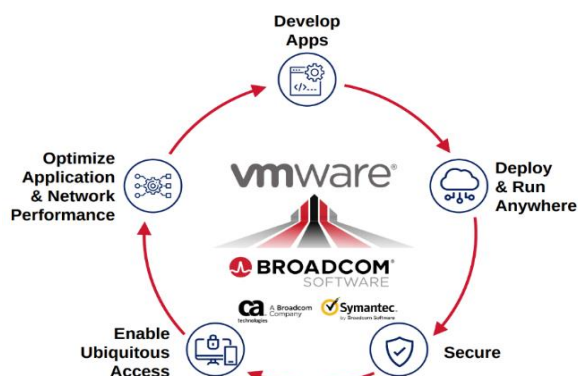 Develop
Apps
</>...
Optimize
Application
& Network
Performance
vmware®
Deploy
& Run
Anywhere
BROADCOM®
SOFTWARE
ca
technologies
A Broadcom
Company
Symantec.
by Broadcom Software
Enable
Ubiquitous
Access
Secure